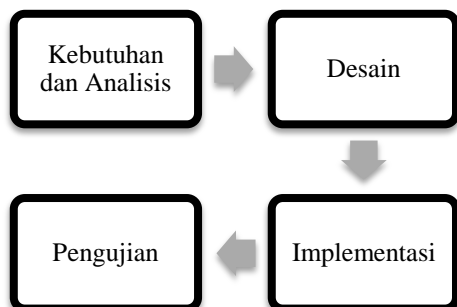 Kebutuhan
dan Analisis
Desain
Implementasi
Pengujian